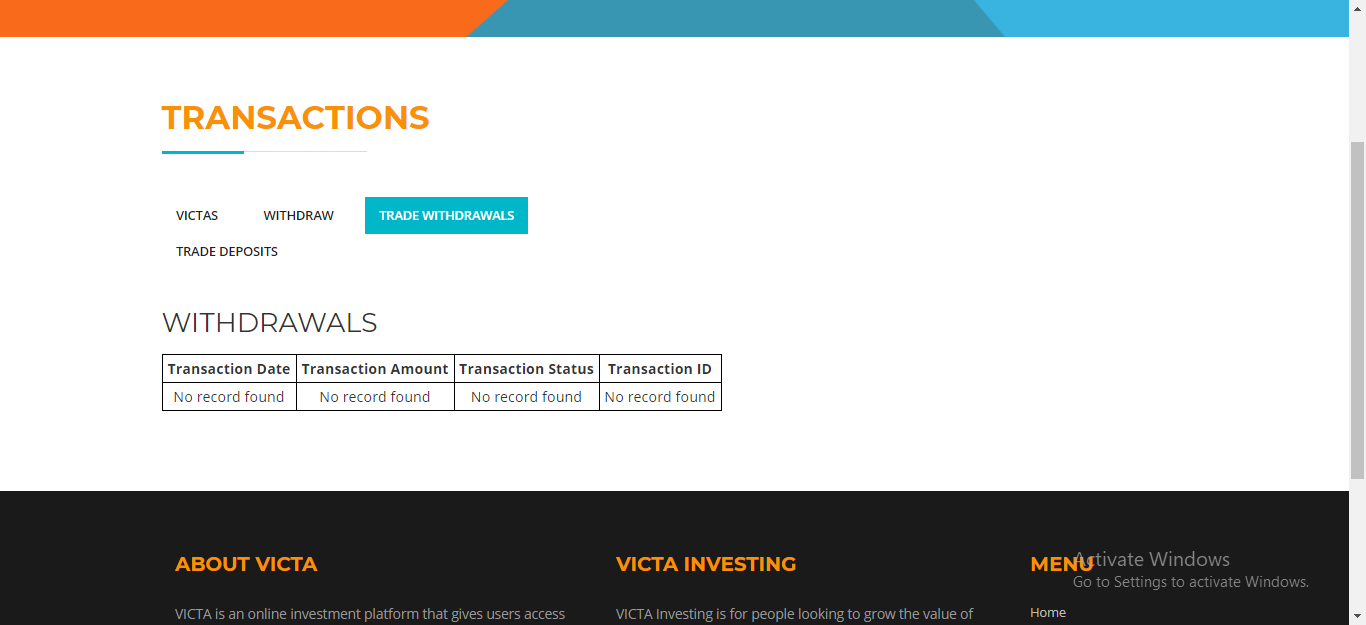 TRANSACTIONS
VICTAS WITHDRAW TRADE WITHDRAWALS
TRADE DEPOSITS
WITHDRAWALS
Transaction Date Transaction Amount Transaction Status Transaction ID
No record found No record found No record found No record found
ABOUT VICTA VICTA INVESTING MENU
Activate Windows
Go to Settings to activate Windows.
VICTA is an online investment platform that gives users access VICTA Investing is for people looking to grow the value of Home